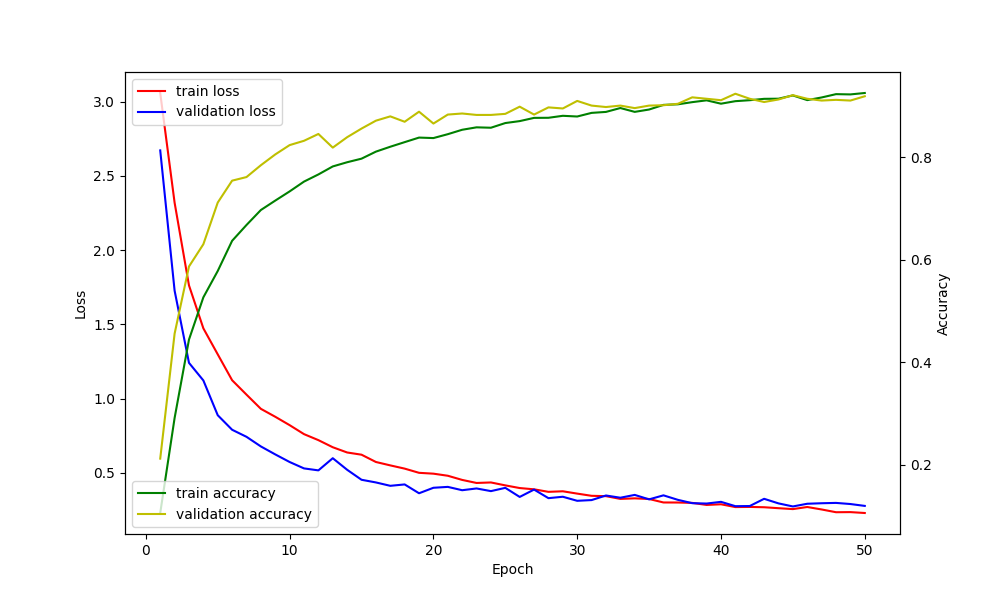 train loss
validation loss
3.0
2.5
2.0
1.5
1.0
0.5
Loss
0.8
0.6
0.4
0.2
Accuracy
train accuracy
validation accuracy
0 10 20 30 40 50
Epoch